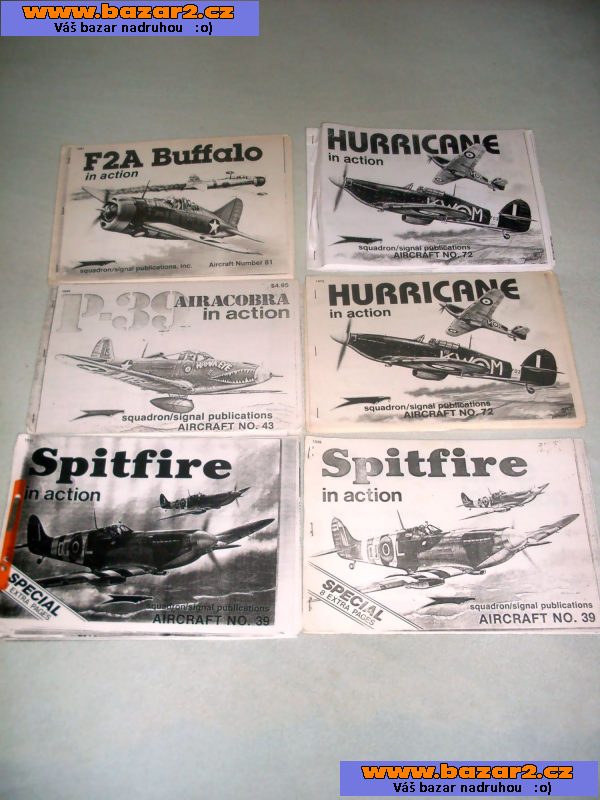 www.bazar2.cz
Váš bazar nadruhou :o)
F2A Buffalo
in action
squadron/signal publications, inc. Aircraft Number 81
HURRICANE
in action
KW M
squadron/signal publications
AIRCRAFT NO. 72
$4.95
P-39 AIRACOBRA
in action
squadron/signal publications
AIRCRAFT NO. 43
HURRICANE
in action
KW M
squadron/signal publications
AIRCRAFT NO. 72
Spitfire
in action
L
SPECIAL
EXTRA PAGES
squadron/signal publications
AIRCRAFT NO. 39
Spitfire
in action
L
SPECIAL
8 EXTRA PAGES
squadron/signal publications
AIRCRAFT NO. 39
www.bazar2.cz
Váš bazar nadruhou :o)